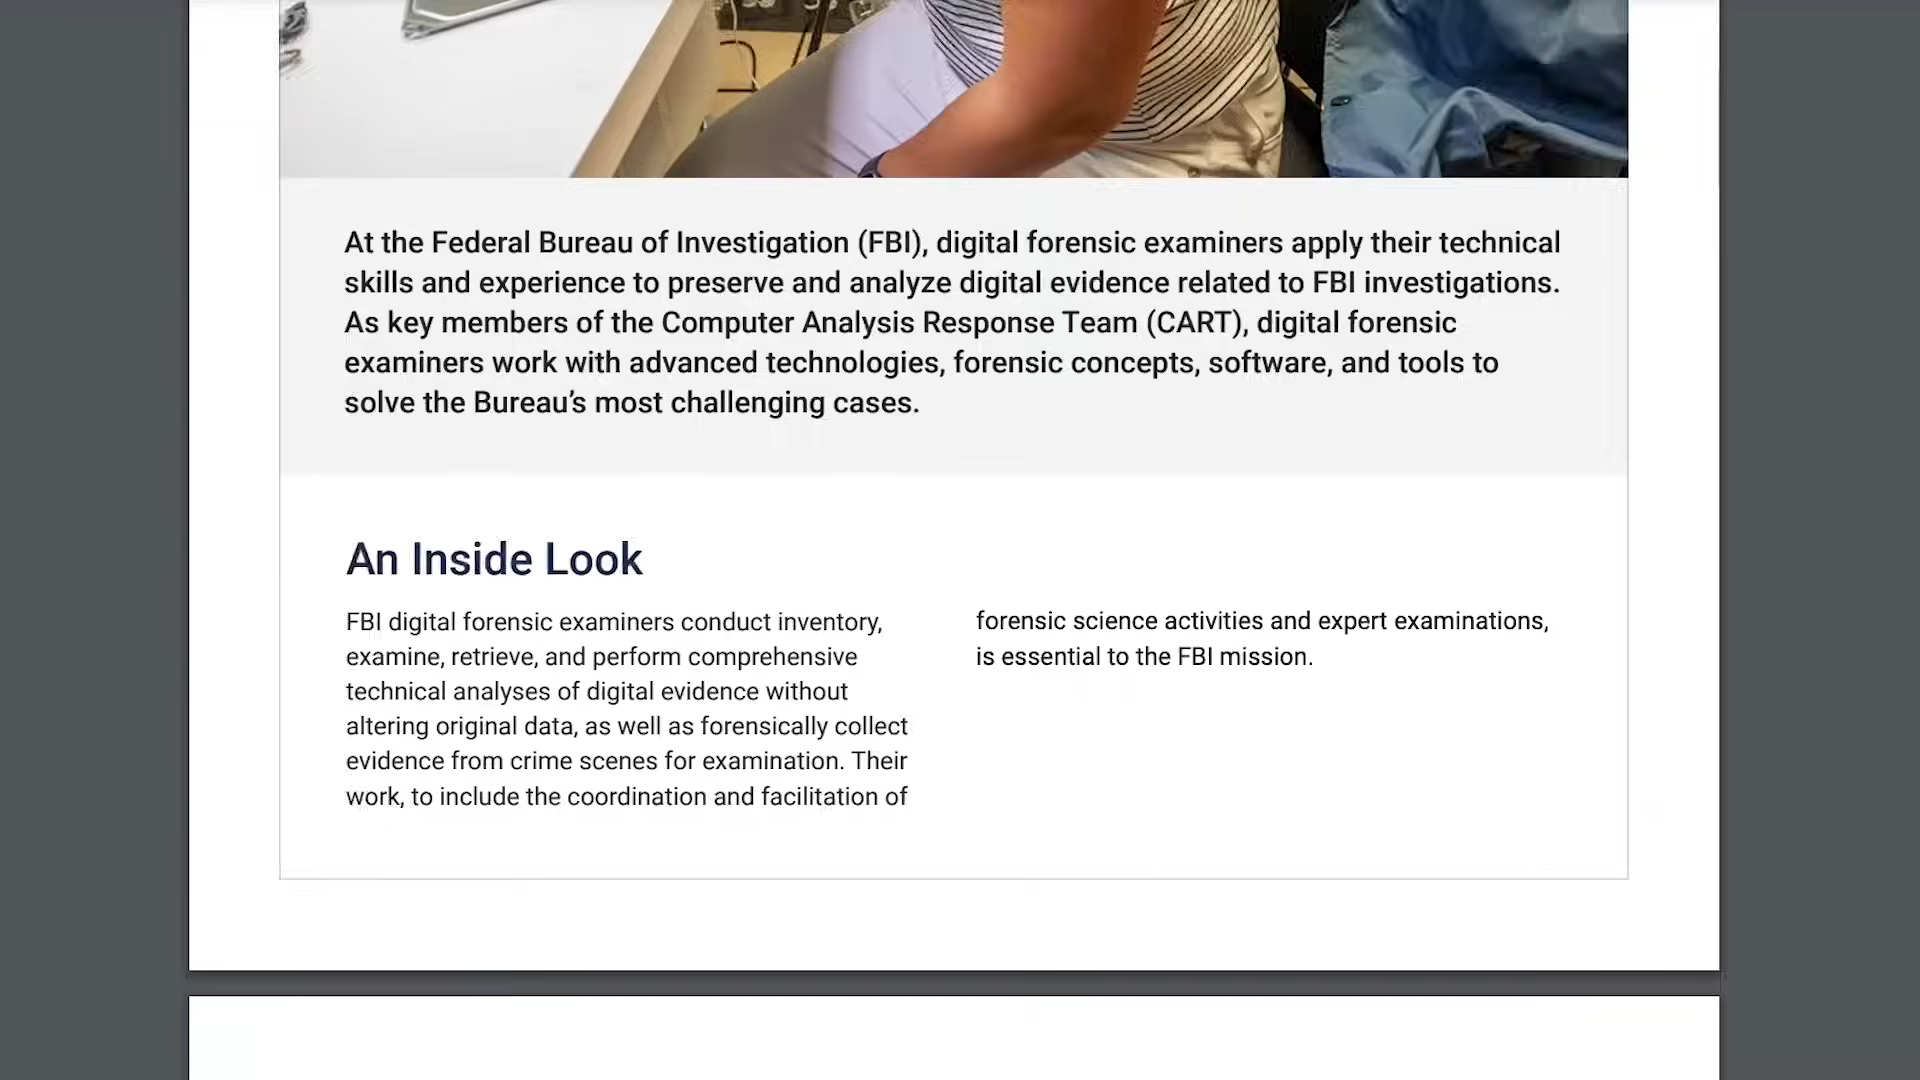 At the Federal Bureau of Investigation (FBI), digital forensic examiners apply their technical
skills and experience to preserve and analyze digital evidence related to FBI investigations.
As key members of the Computer Analysis Response Team (CART), digital forensic
examiners work with advanced technologies, forensic concepts, software, and tools to
solve the Bureau’s most challenging cases.
An Inside Look
FBI digital forensic examiners conduct inventory,
examine, retrieve, and perform comprehensive
technical analyses of digital evidence without
altering original data, as well as forensically collect
evidence from crime scenes for examination. Their
work, to include the coordination and facilitation of
forensic science activities and expert examinations,
is essential to the FBI mission.